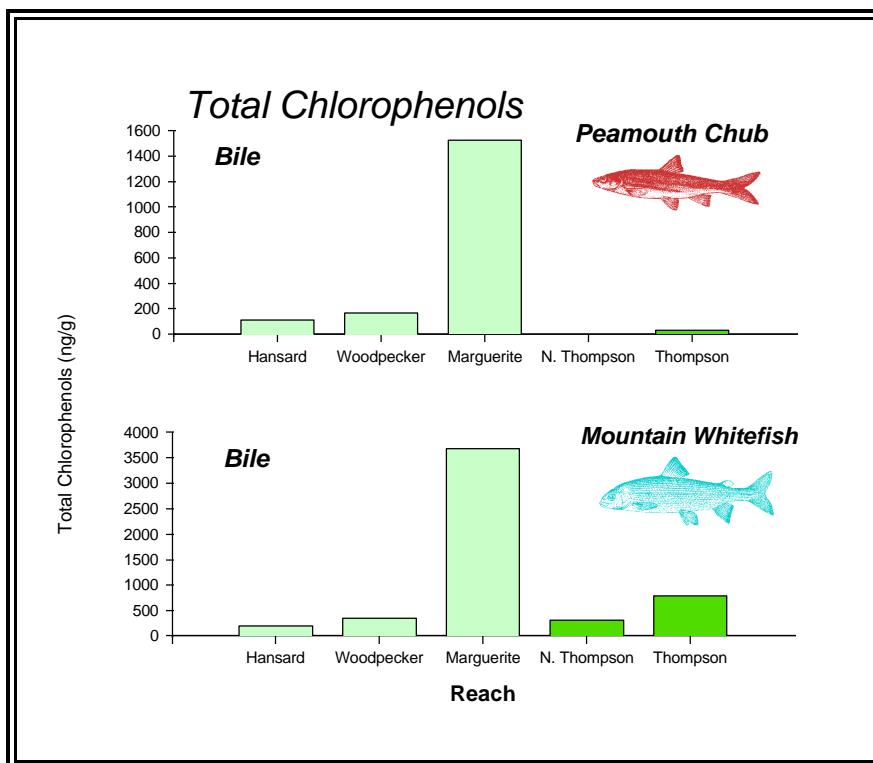 Total Chlorophenols
Peamouth Chub
Bile
1600
1400
1200
1000
800
600
400
200
0
Hansard Woodpecker Marguerite N. Thompson Thompson
Total Chlorophenols (ng/g)
Mountain Whitefish
Bile
4000
3500
3000
2500
2000
1500
1000
500
0
Hansard Woodpecker Marguerite N. Thompson Thompson
Reach